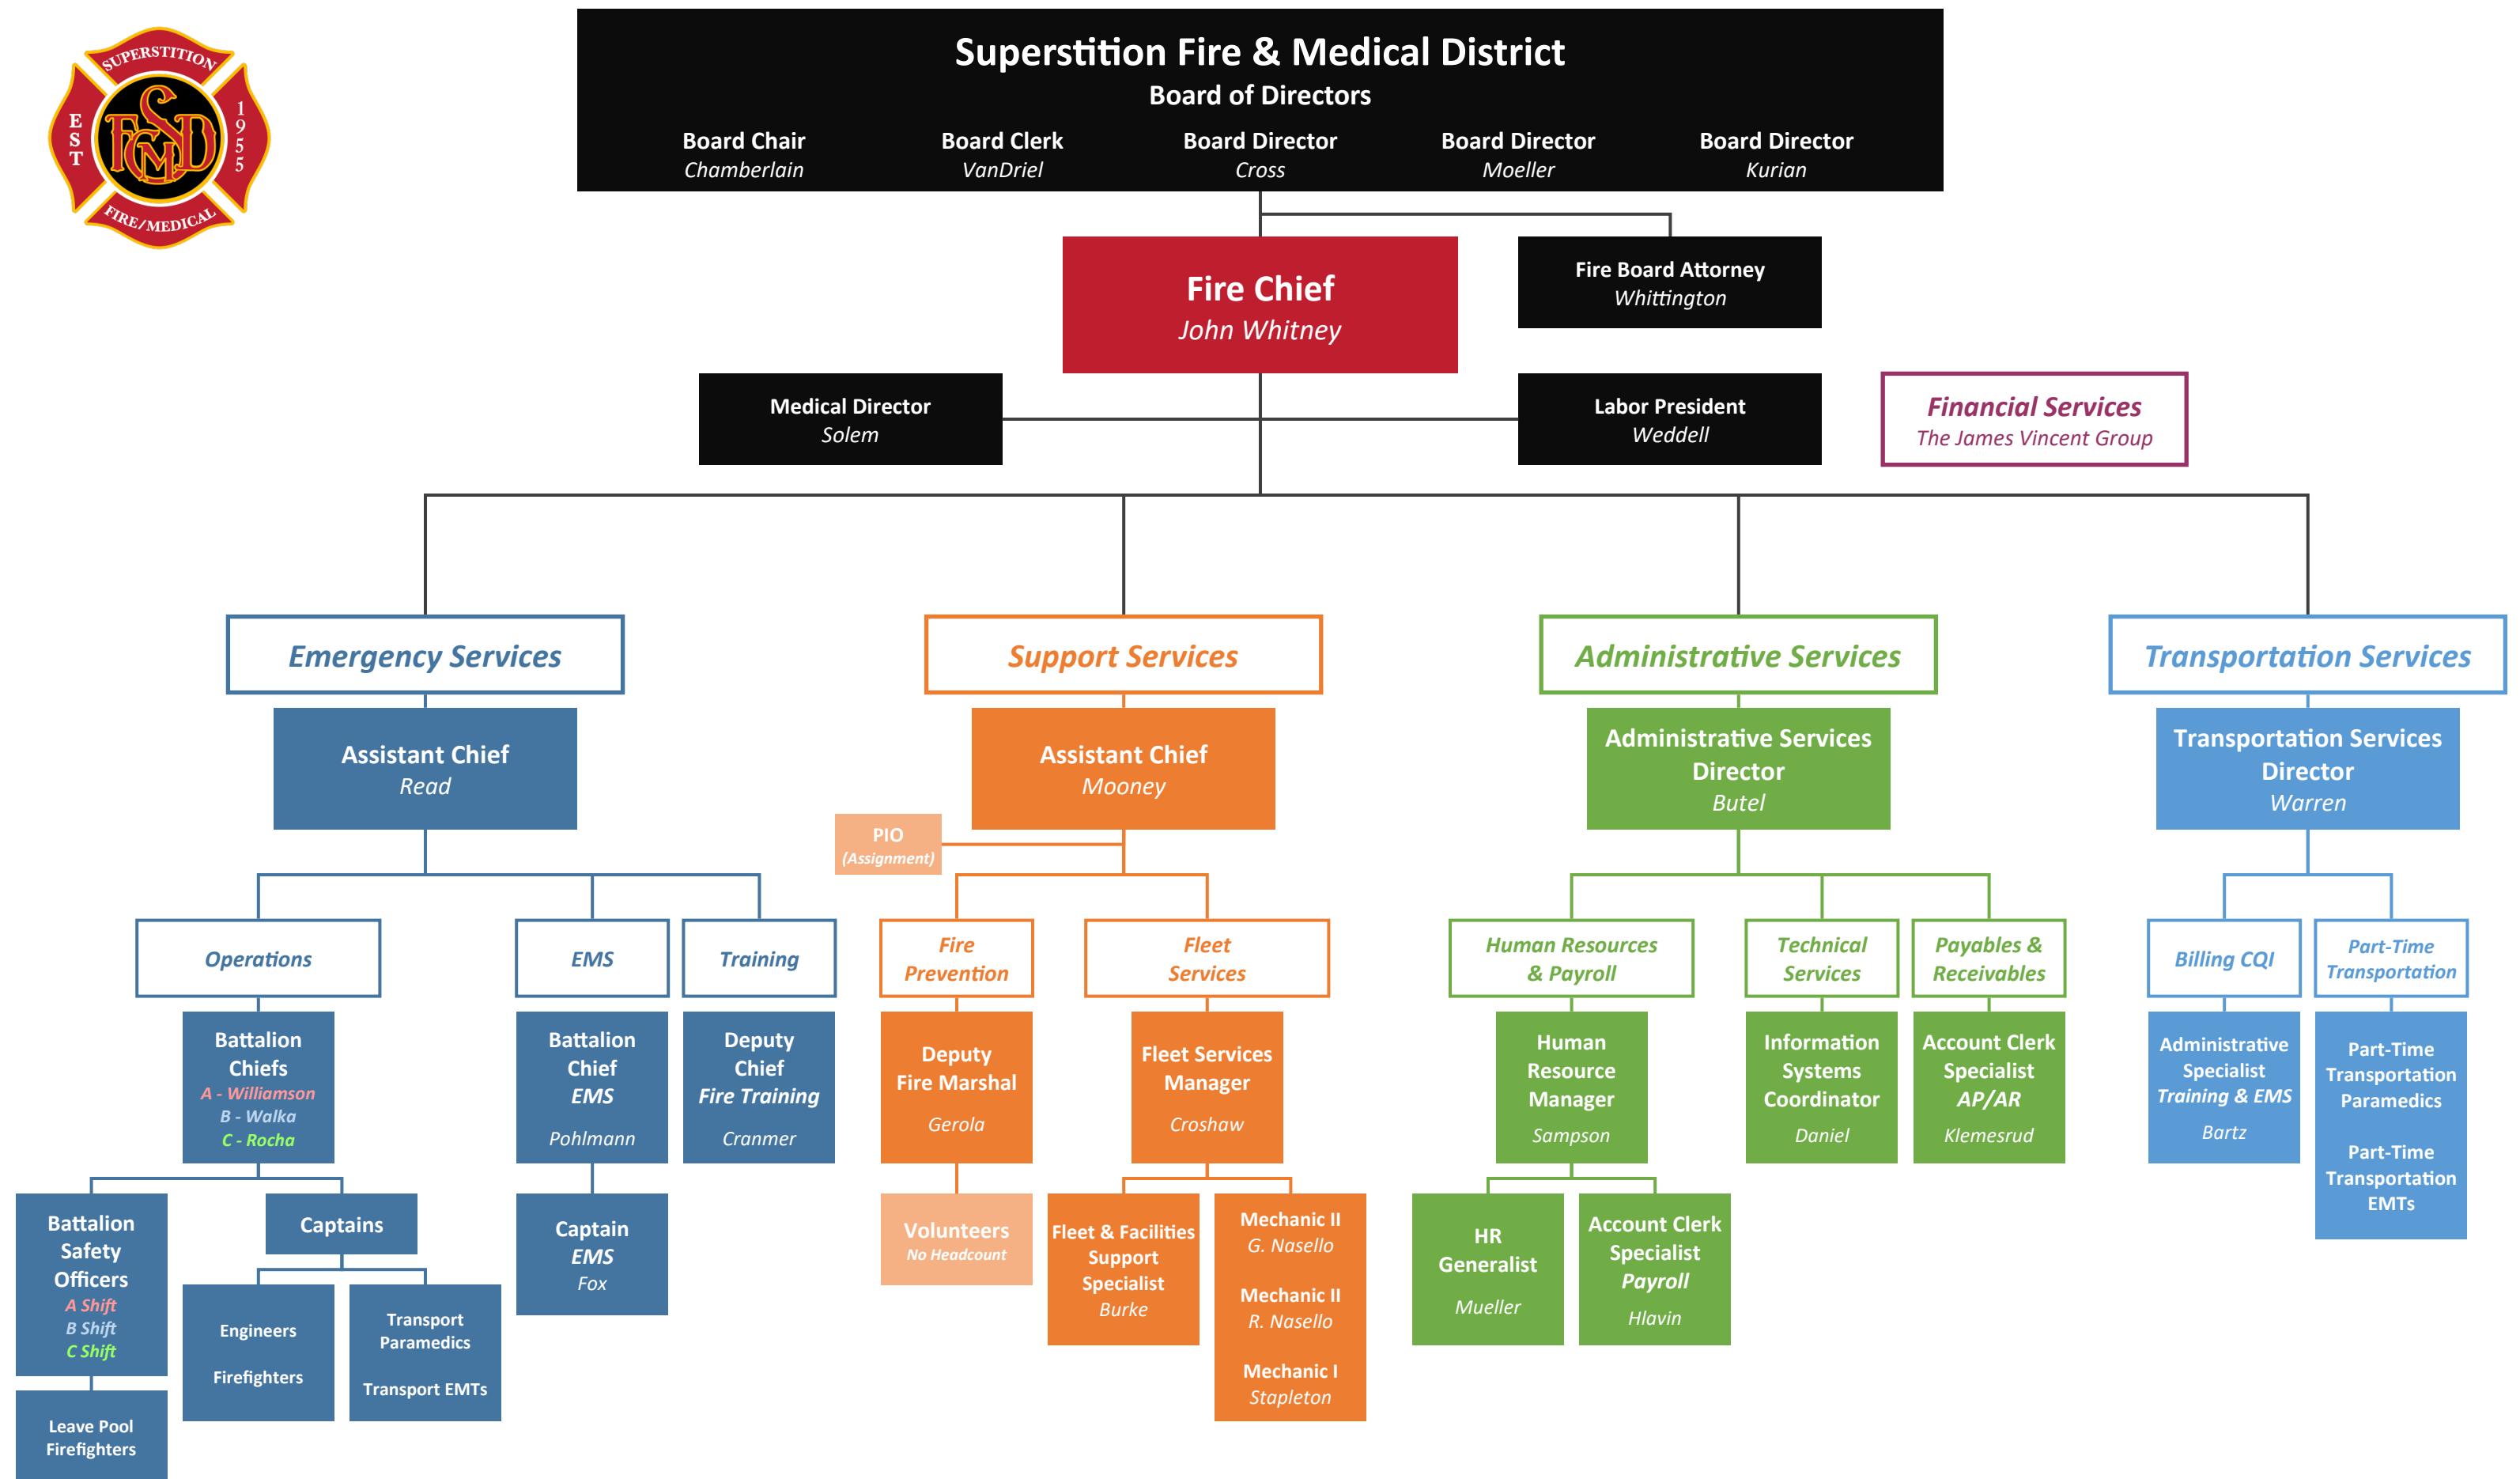 SUPERSTITION
EST
1955
FIRE/MEDICAL
SFMD
Superstition Fire & Medical District
Board of Directors
Board Chair
Chamberlain
Board Clerk
VanDriel
Board Director
Cross
Board Director
Moeller
Board Director
Kurian
Fire Chief
John Whitney
Fire Board Attorney
Whittington
Medical Director
Solem
Labor President
Weddell
Financial Services
The James Vincent Group
Emergency Services
Assistant Chief
Read
Operations
Battalion
Chiefs
A - Williamson
B - Walka
C - Rocha
Battalion
Safety
Officers
A Shift
B Shift
C Shift
Leave Pool
Firefighters
Captains
Engineers
Firefighters
Transport
Paramedics
Transport EMTs
EMS
Battalion
Chief
EMS
Pohlmann
Captain
EMS
Fox
Training
Deputy
Chief
Fire Training
Cranmer
Support Services
Assistant Chief
Mooney
PIO
(Assignment)
Fire
Prevention
Deputy
Fire Marshal
Gerola
Volunteers
No Headcount
Fleet
Services
Fleet Services
Manager
Croshaw
Fleet & Facilities
Support
Specialist
Burke
Mechanic II
G. Nasello
Mechanic II
R. Nasello
Mechanic I
Stapleton
Administrative Services
Administrative Services
Director
Butel
Human Resources
& Payroll
Human
Resource
Manager
Sampson
HR
Generalist
Mueller
Account Clerk
Specialist
Payroll
Hlavin
Technical
Services
Information
Systems
Coordinator
Daniel
Payables &
Receivables
Account Clerk
Specialist
AP/AR
Klemesrud
Transportation Services
Transportation Services
Director
Warren
Billing CQI
Administrative
Specialist
Training & EMS
Bartz
Part-Time
Transportation
Part-Time
Transportation
Paramedics
Part-Time
Transportation
EMTs